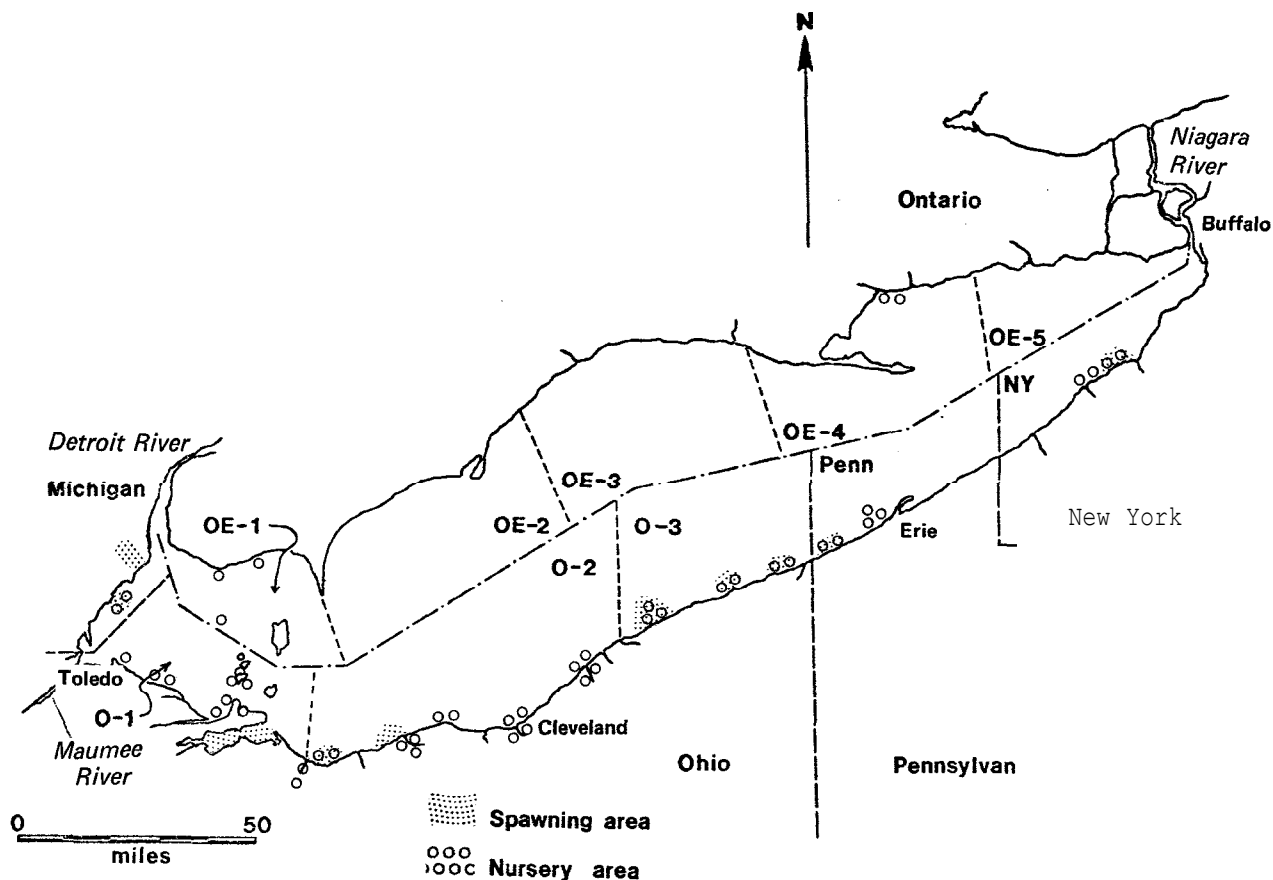 N
Niagara
River
Ontario
Buffalo
OE-5
NY
Detroit River
Michigan
OE-4
Penn
OE-3
OE-1
OE-2
O-3
New York
Erie
O-2
Toledo
O-1
Cleveland
Maumee
River
Ohio
Pennsylvan
0 50
miles
Spawning area
Nursery area